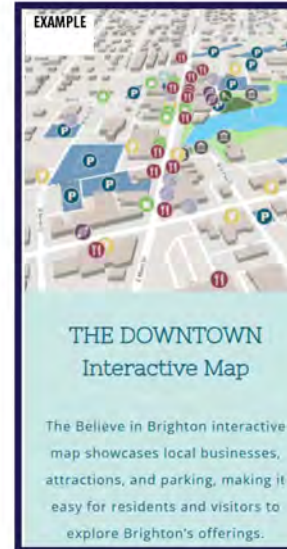 EXAMPLE
THE DOWNTOWN
Interactive Map
The Believe in Brighton interactive
map showcases local businesses,
attractions, and parking, making it
easy for residents and visitors to
explore Brighton's offerings.